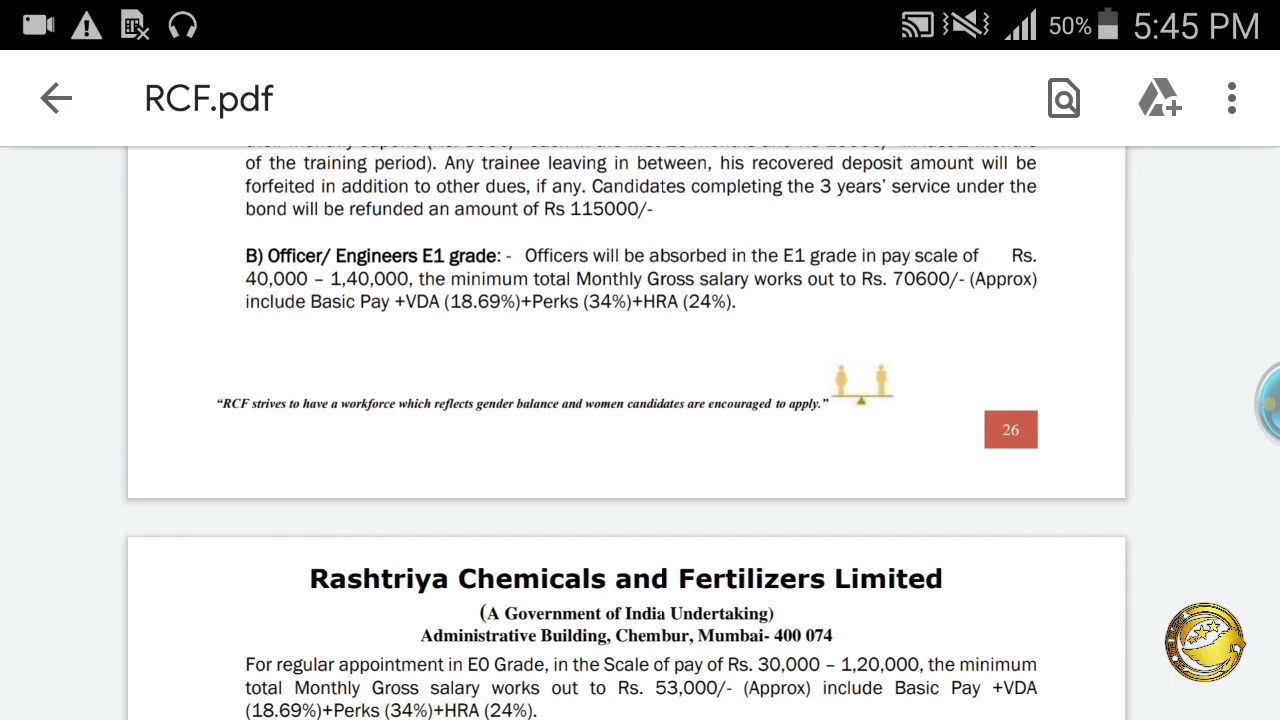 50% 5:45 PM
RCF.pdf
of the training period). Any trainee leaving in between, his recovered deposit amount will be
forfeited in addition to other dues, if any. Candidates completing the 3 years' service under the
bond will be refunded an amount of Rs 115000/-
B) Officer/ Engineers E1 grade: - Officers will be absorbed in the E1 grade in pay scale of Rs.
40,000 – 1,40,000, the minimum total Monthly Gross salary works out to Rs. 70600/- (Approx)
include Basic Pay +VDA (18.69%)+Perks (34%)+HRA (24%).
“RCF strives to have a workforce which reflects gender balance and women candidates are encouraged to apply.”
26
Rashtriya Chemicals and Fertilizers Limited
(A Government of India Undertaking)
Administrative Building, Chembur, Mumbai- 400 074
For regular appointment in E0 Grade, in the Scale of pay of Rs. 30,000 – 1,20,000, the minimum
total Monthly Gross salary works out to Rs. 53,000/- (Approx) include Basic Pay +VDA
(18.69%)+Perks (34%)+HRA (24%).